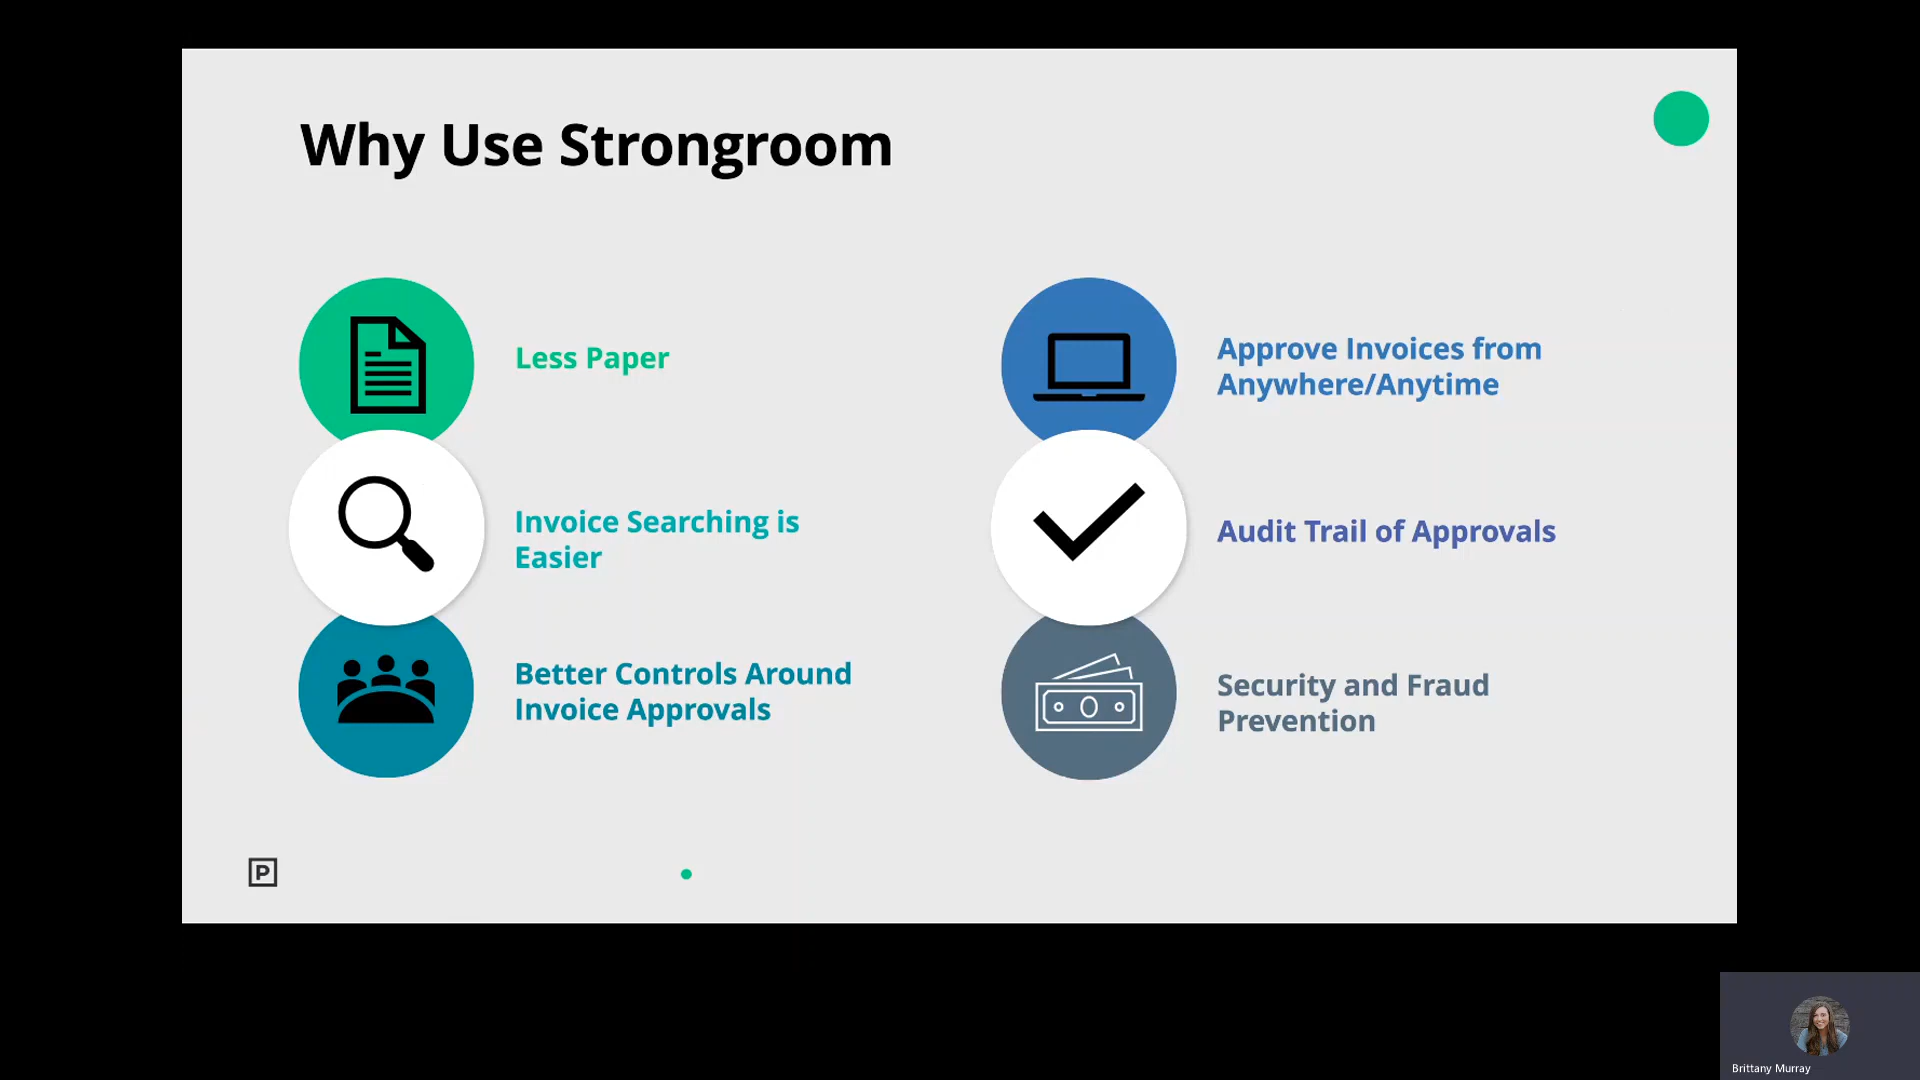 Why Use Strongroom
Less Paper
Invoice Searching is
Easier
Better Controls Around
Invoice Approvals
Approve Invoices from
Anywhere/Anytime
Audit Trail of Approvals
Security and Fraud
Prevention
P
Brittany Murray